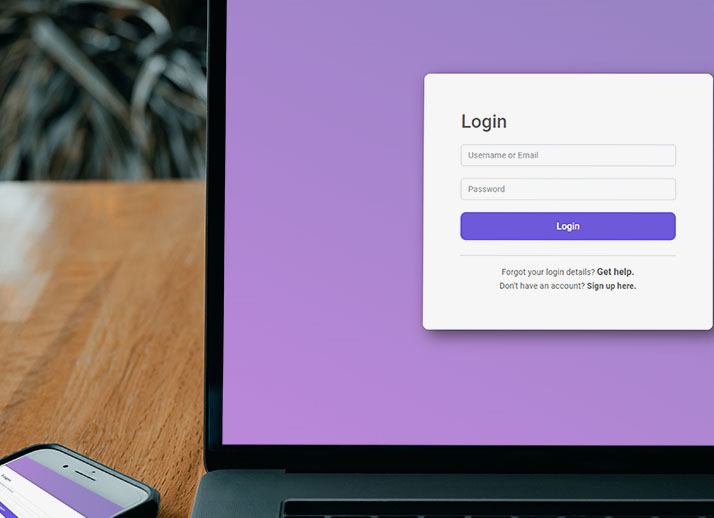 Login
Username or Email
Password
Login
Forgot your login details? Get help.
Don't have an account? Sign up here.